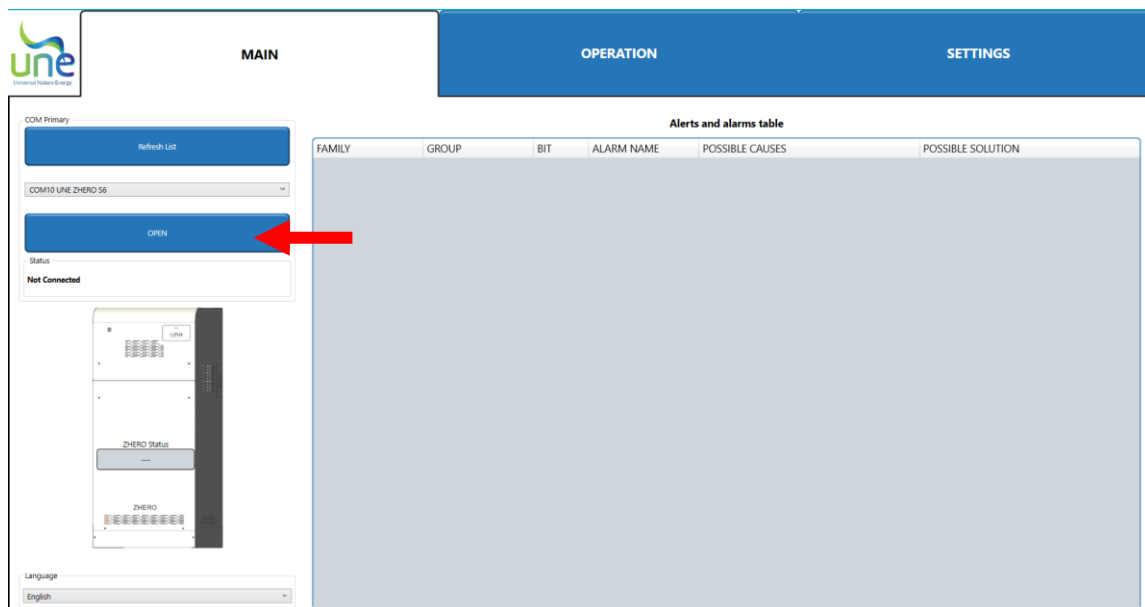 une
Universal Nature Energy
MAIN
OPERATION
SETTINGS
COM Primary
Refresh List
COM10 UNE ZHERO S6
OPEN
Status
Not Connected
une
ZHERO Status
---
ZHERO
Language
English
Alerts and alarms table
FAMILY GROUP BIT ALARM NAME POSSIBLE CAUSES POSSIBLE SOLUTION